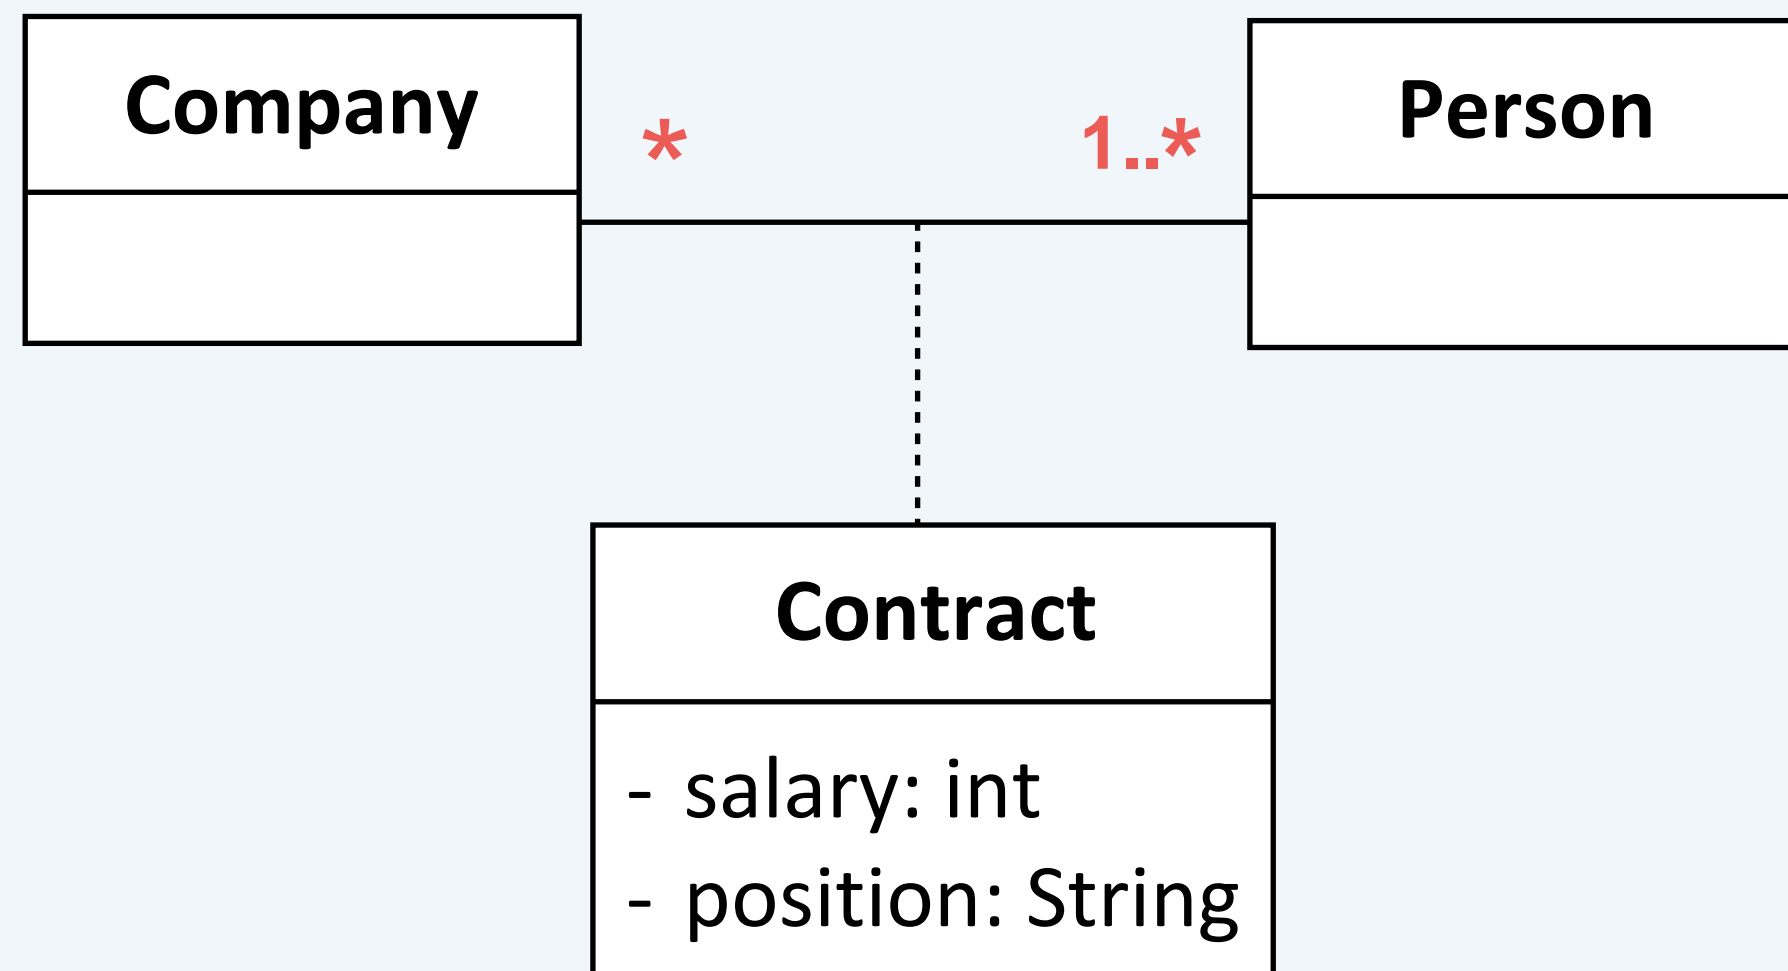 Company
* 1..*
Person
Contract
- salary: int
- position: String